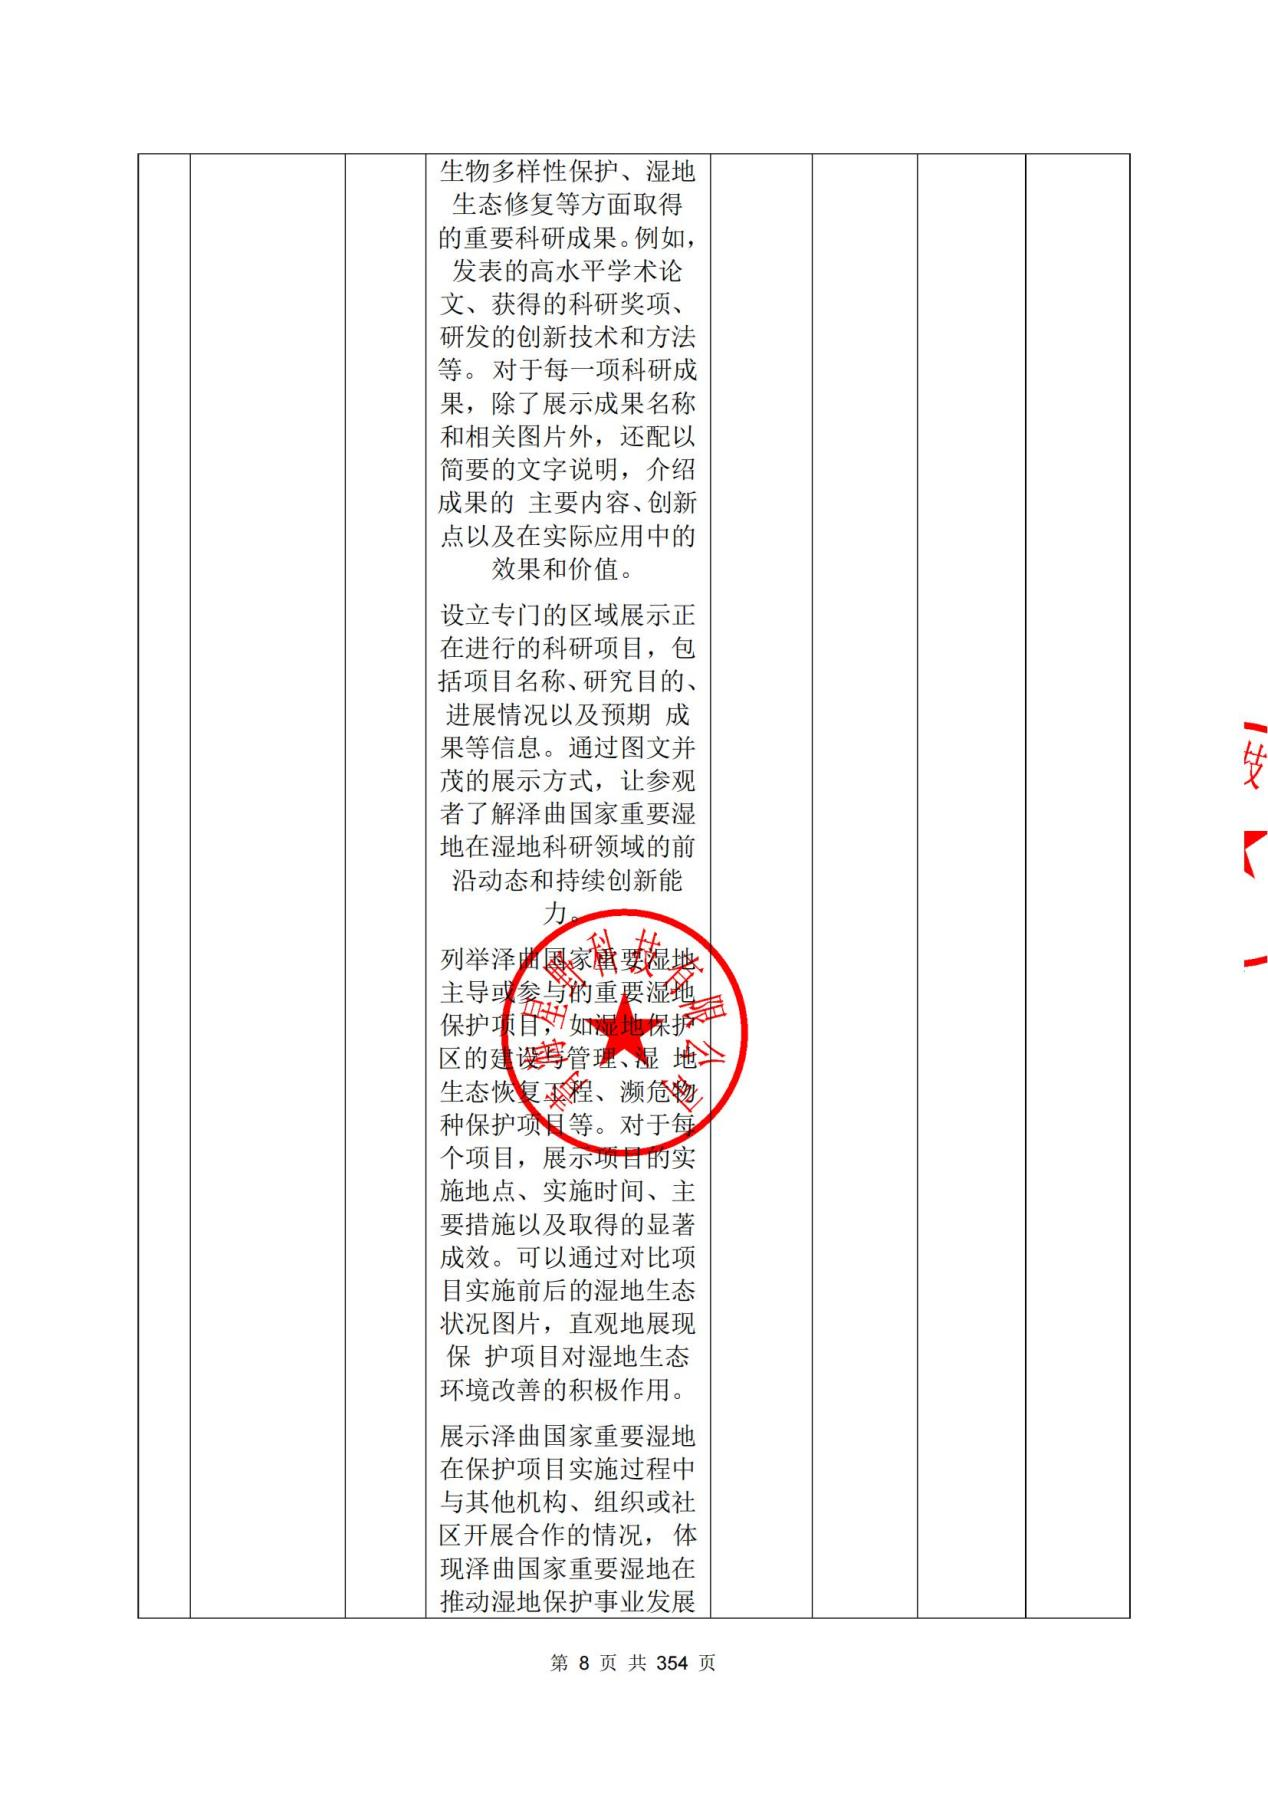 生物多样性保护、湿地
生态修复等方面取得
的重要科研成果。例如，
发表的高水平学术论
文、获得的科研奖项、
研发的创新技术和方法
等。 对于每一项科研成
果，除了展示成果名称
和相关图片外，还配以
简要的文字说明，介绍
成果的 主要内容、创新
点以及在实际应用中的
效果和价值。
设立专门的区域展示正
在进行的科研项目，包
括项目名称、研究目的、
进展情况以及预期 成
果等信息。通过图文并
茂的展示方式，让参观
者了解泽曲国家重要湿
地在湿地科研领域的前
沿动态和持续创新能
力。
列举泽曲国家重要湿地
主导或参与的重要湿地
保护项目，如湿地保护
区的建设与管理、湿 地
生态恢复工程、濒危物
种保护项目等。对于每
个项目，展示项目的实
施地点、实施时间、主
要措施以及取得的显著
成效。可以通过对比项
目实施前后的湿地生态
状况图片，直观地展现
保 护项目对湿地生态
环境改善的积极作用。
展示泽曲国家重要湿地
在保护项目实施过程中
与其他机构、组织或社
区开展合作的情况， 体
现泽曲国家重要湿地在
推动湿地保护事业发展
科技有限公司
技
第 8 页 共 354 页